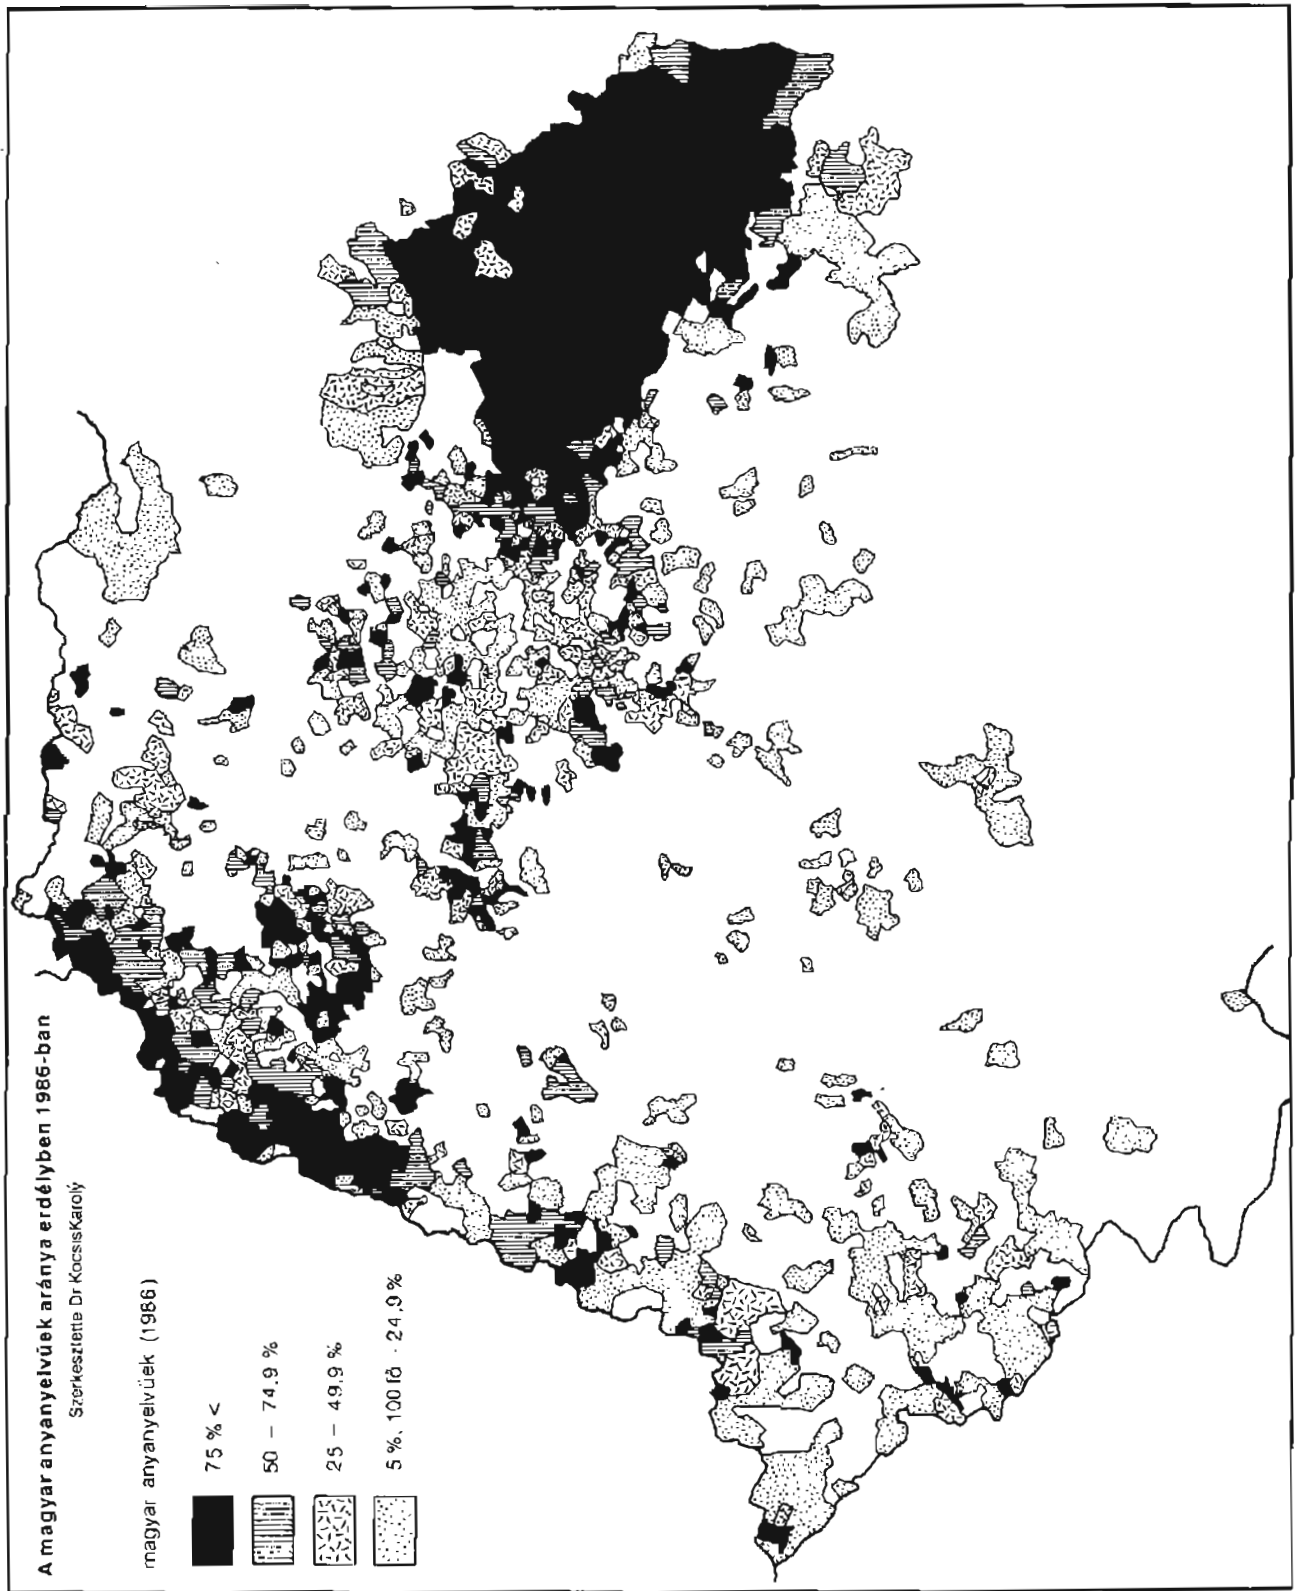 A magyar anyanyelvűek aránya erdélyben 1986-ban
Szerkesztette Dr Kocsis Károly
magyar anyanyelvűek (1986)
75 % <
50 – 74,9 %
25 – 49,9 %
5 %, 100 fő - 24,9 %